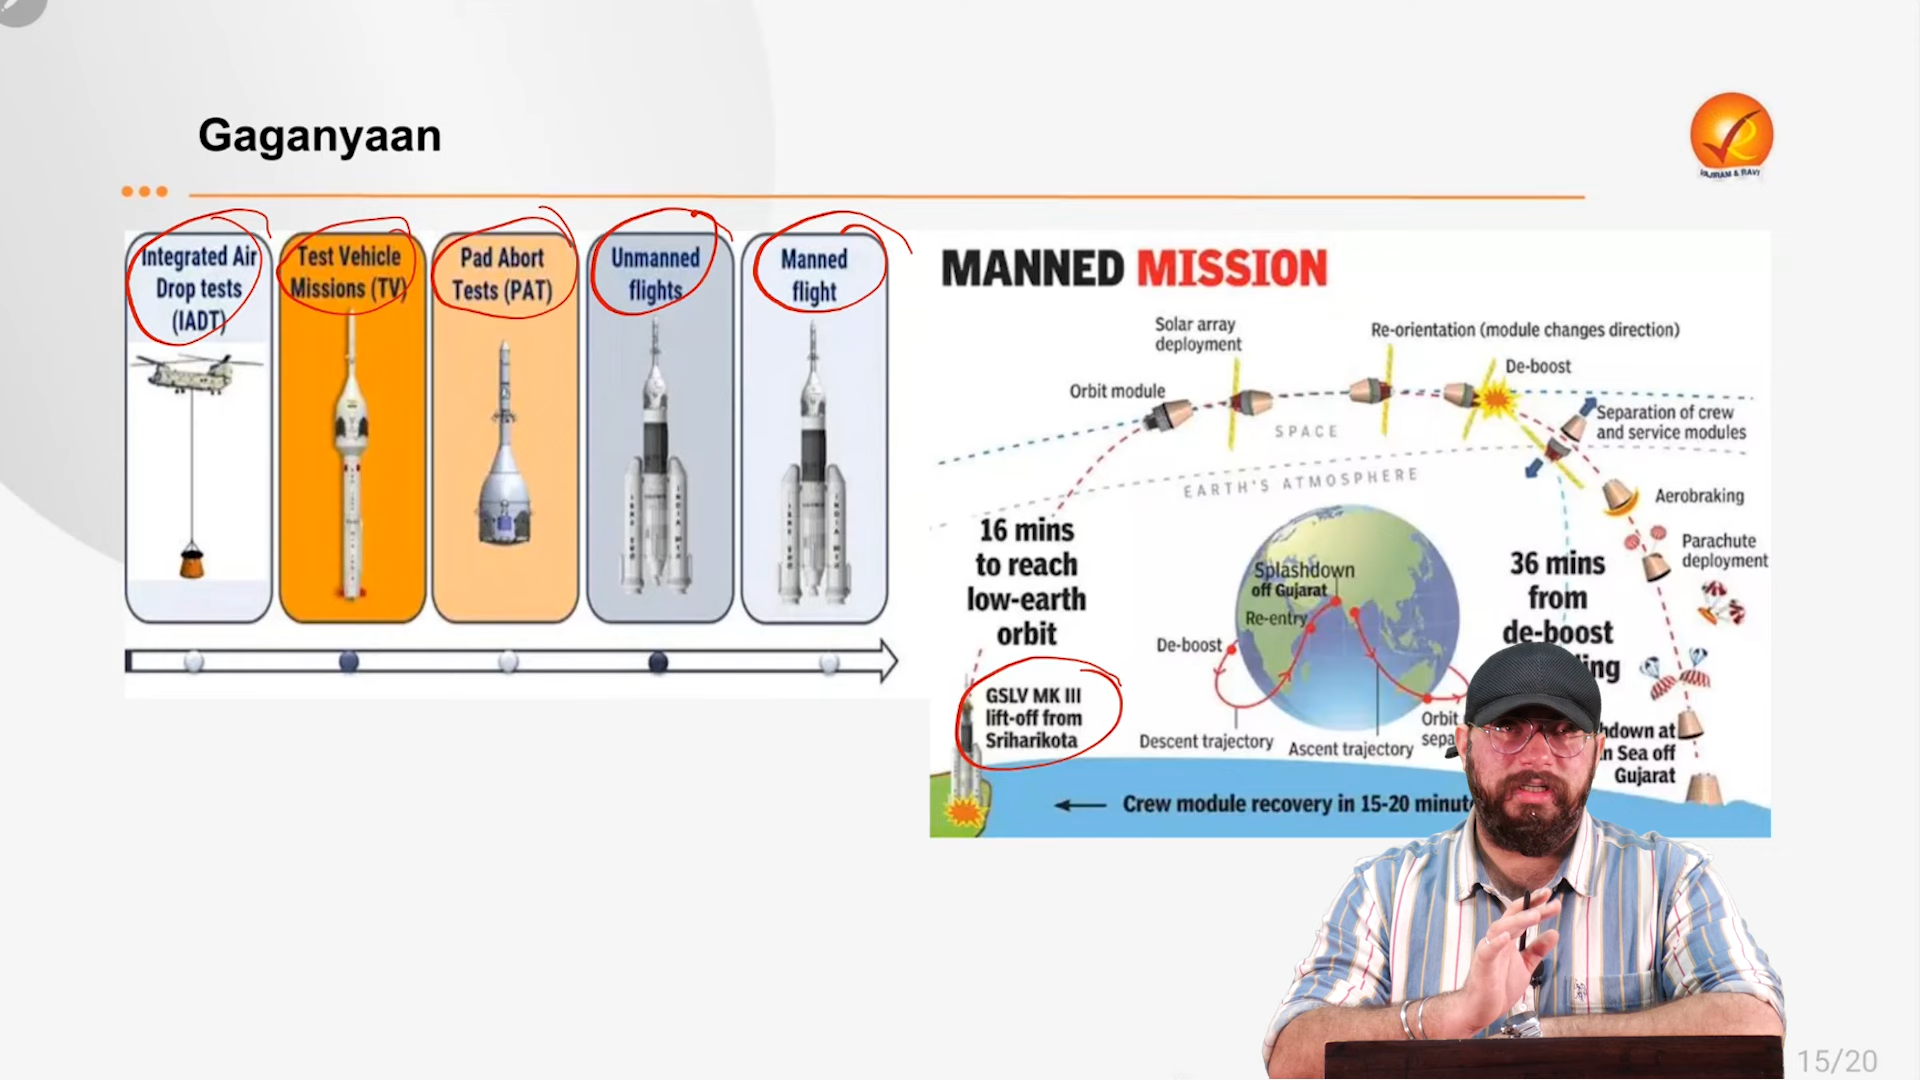 Gaganyaan
VAJIRAM & RAVI
Integrated Air
Drop tests
(IADT)
Test Vehicle
Missions (TV)
Pad Abort
Tests (PAT)
Unmanned
flights
Manned
flight
MANNED MISSION
Solar array
deployment
Re-orientation (module changes direction)
De-boost
Orbit module
Separation of crew
and service modules
SPACE
EARTH'S ATMOSPHERE
Aerobraking
Parachute
deployment
16 mins
to reach
low-earth
orbit
Splashdown
off Gujarat
Re-entry
De-boost
36 mins
from
de-boost
GSLV MK III
lift-off from
Sriharikota
Descent trajectory
Ascent trajectory
Orbit
at
Sea off
Gujarat
Crew module recovery in 15-20
15/20